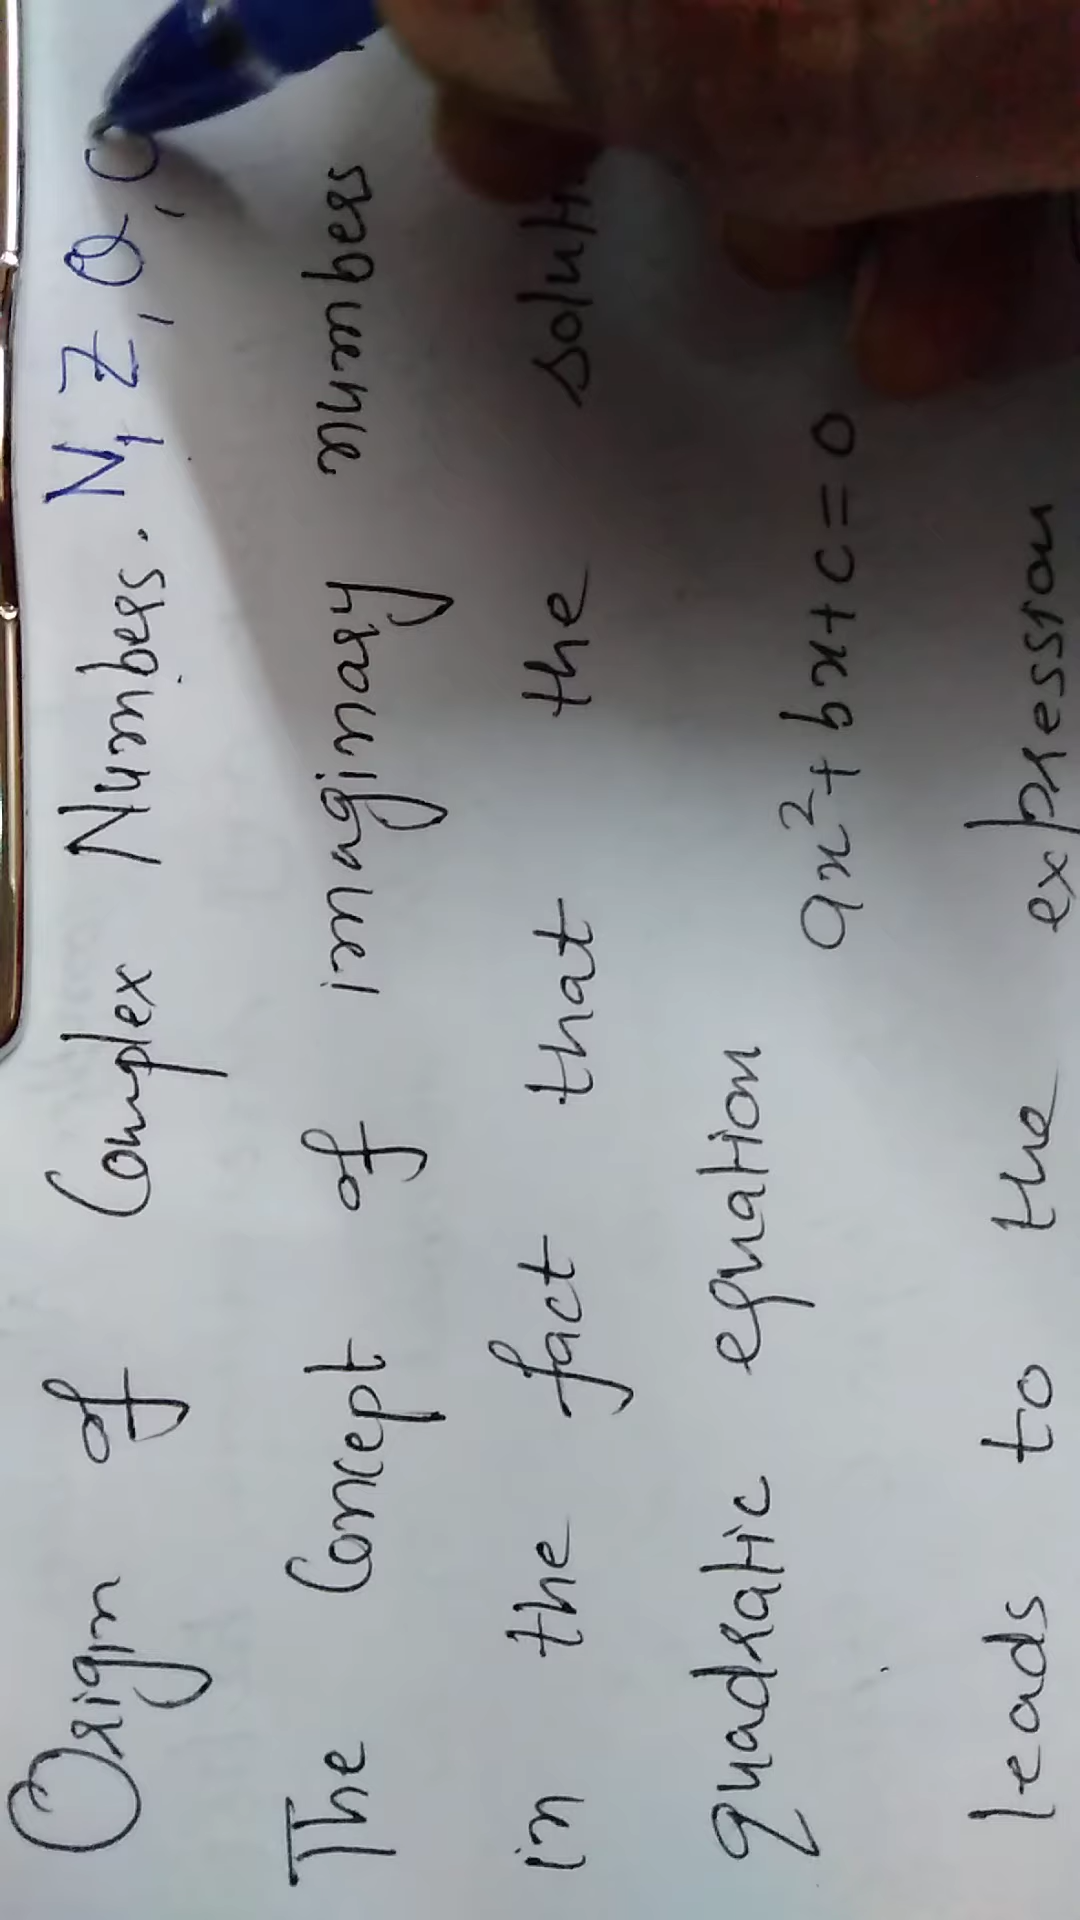 Origin of Complex Numbers. N, Z, Q,
The Concept of imaginary numbers
in the fact that the
quadratic equation ax²+bx+c=0
leads to the expression